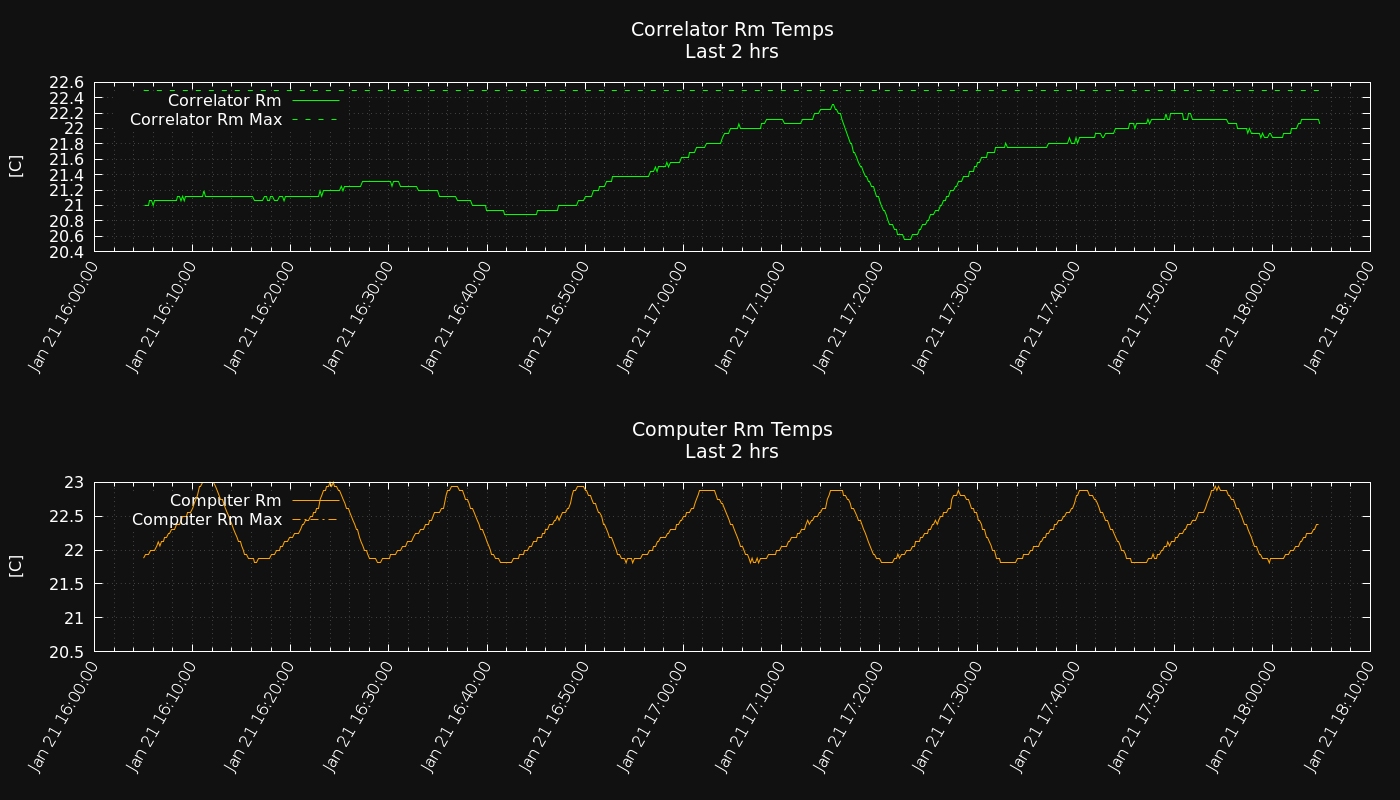 Correlator Rm Temps
Last 2 hrs
22.6
22.4
22.2
22
21.8
21.6
21.4
21.2
21
20.8
20.6
20.4
[C]
Correlator Rm
Correlator Rm Max
Jan 21 16:00:00
Jan 21 16:10:00
Jan 21 16:20:00
Jan 21 16:30:00
Jan 21 16:40:00
Jan 21 16:50:00
Jan 21 17:00:00
Jan 21 17:10:00
Jan 21 17:20:00
Jan 21 17:30:00
Jan 21 17:40:00
Jan 21 17:50:00
Jan 21 18:00:00
Jan 21 18:10:00
Computer Rm Temps
Last 2 hrs
23
22.5
22
21.5
21
20.5
[C]
Computer Rm
Computer Rm Max
Jan 21 16:00:00
Jan 21 16:10:00
Jan 21 16:20:00
Jan 21 16:30:00
Jan 21 16:40:00
Jan 21 16:50:00
Jan 21 17:00:00
Jan 21 17:10:00
Jan 21 17:20:00
Jan 21 17:30:00
Jan 21 17:40:00
Jan 21 17:50:00
Jan 21 18:00:00
Jan 21 18:10:00